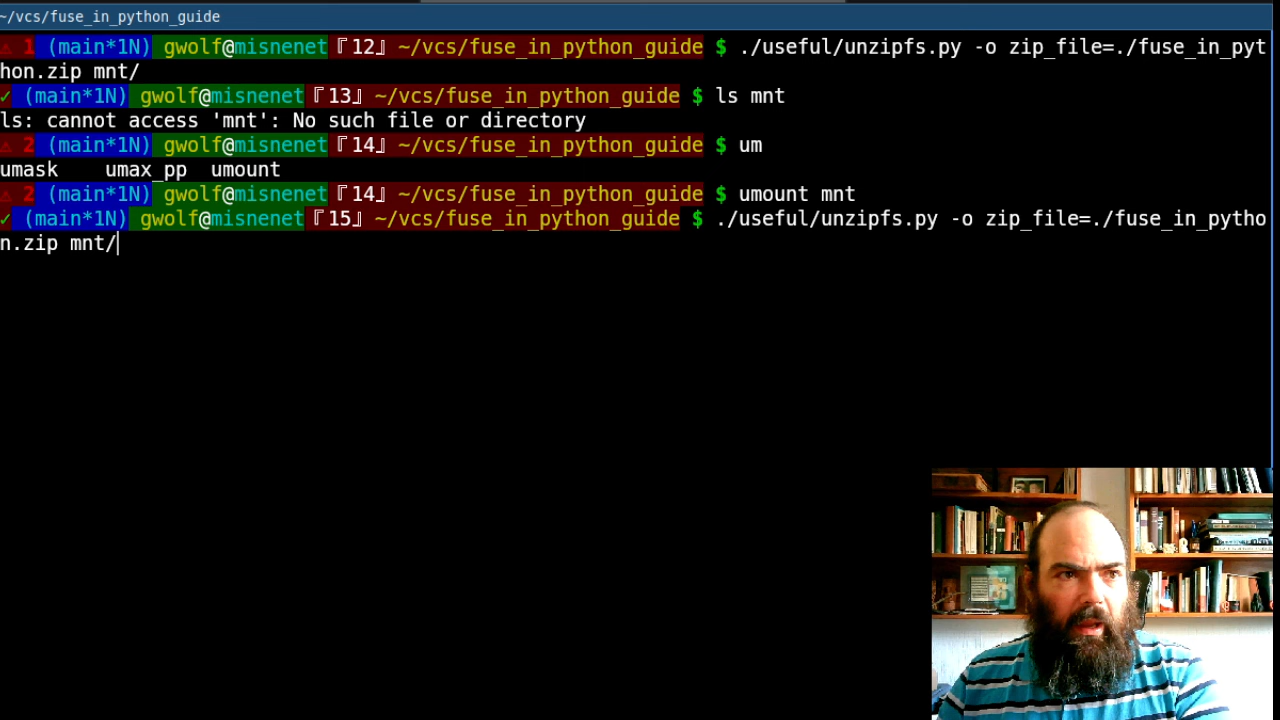 ~/vcs/fuse_in_python_guide
⚠ 1 (main*1N) gwolf@misnenet『12』~/vcs/fuse_in_python_guide $ ./useful/unzipfs.py -o zip_file=./fuse_in_pyt
hon.zip mnt/
✓ (main*1N) gwolf@misnenet『13』~/vcs/fuse_in_python_guide $ ls mnt
ls: cannot access 'mnt': No such file or directory
⚠ 2 (main*1N) gwolf@misnenet『14』~/vcs/fuse_in_python_guide $ um
umask    umax_pp  umount
⚠ 2 (main*1N) gwolf@misnenet『14』~/vcs/fuse_in_python_guide $ umount mnt
✓ (main*1N) gwolf@misnenet『15』~/vcs/fuse_in_python_guide $ ./useful/unzipfs.py -o zip_file=./fuse_in_pytho
n.zip mnt/